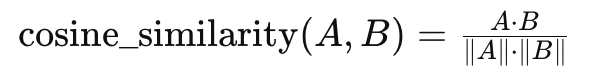 cosine_similarity(A, B) = A·B / ‖A‖·‖B‖